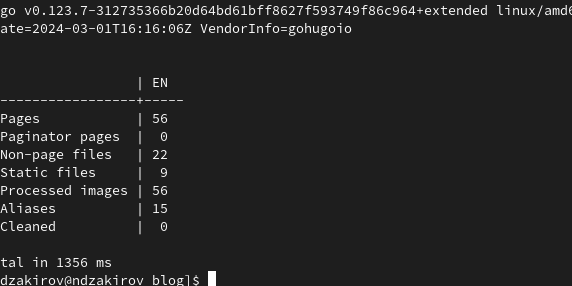 go v0.123.7-312735366b20d64bd61bff8627f593749f86c964+extended linux/amd6
ate=2024-03-01T16:16:06Z VendorInfo=gohugoio
                 | EN
-----------------+-----
Pages            | 56
Paginator pages  |  0
Non-page files   | 22
Static files     |  9
Processed images | 56
Aliases          | 15
Cleaned          |  0
tal in 1356 ms
dzakirov@ndzakirov blog]$